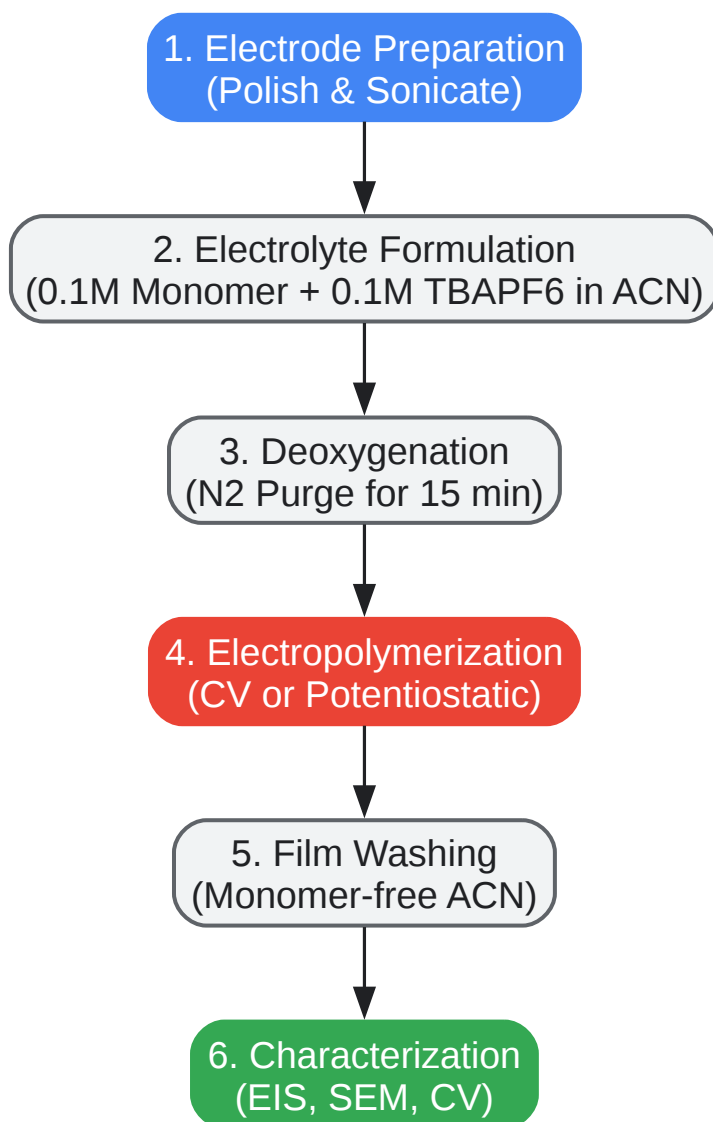 1. Electrode Preparation
(Polish & Sonicate)
2. Electrolyte Formulation
(0.1M Monomer + 0.1M TBAPF6 in ACN)
3. Deoxygenation
(N2 Purge for 15 min)
4. Electropolymerization
(CV or Potentiostatic)
5. Film Washing
(Monomer-free ACN)
6. Characterization
(EIS, SEM, CV)